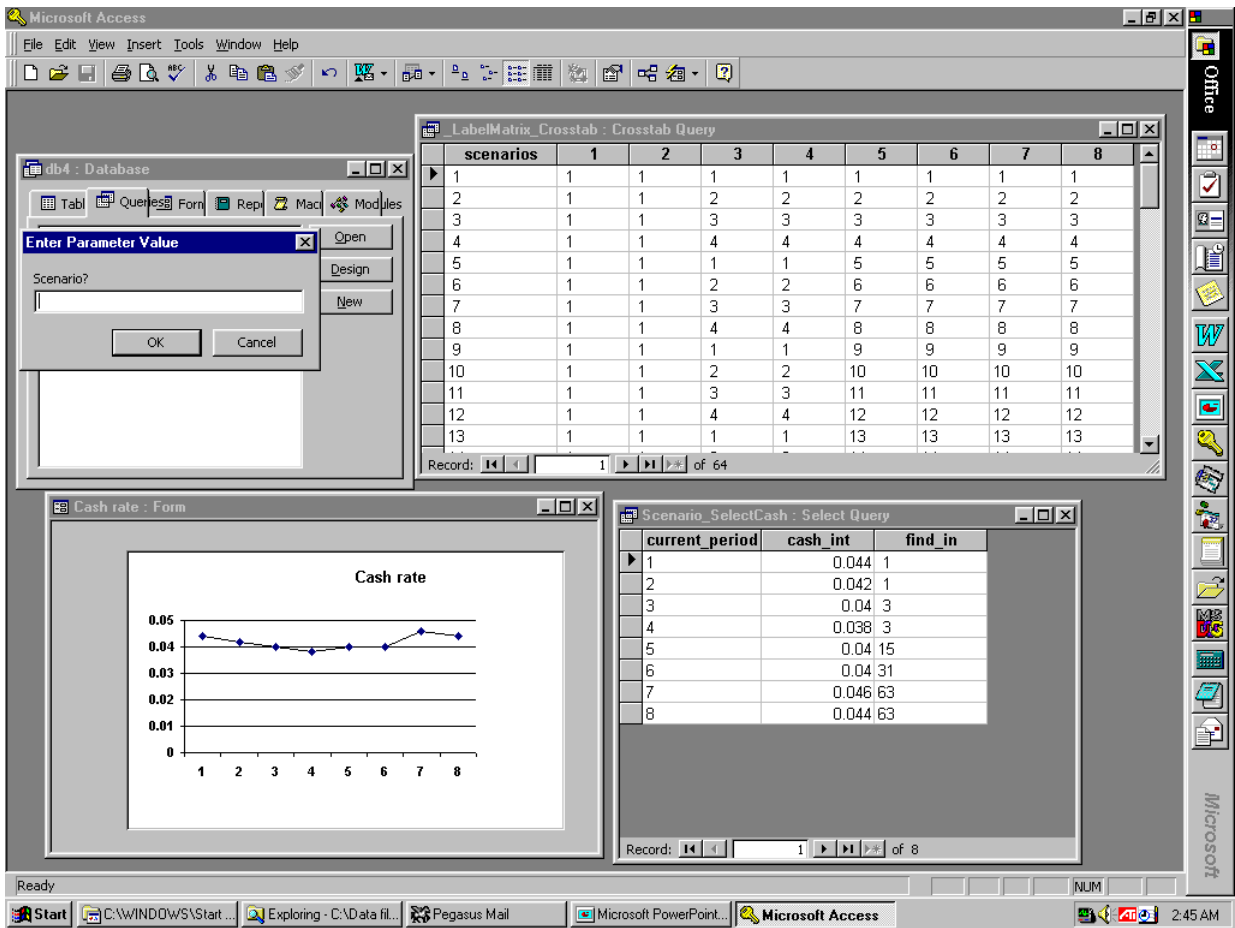 Microsoft Access
File Edit View Insert Tools Window Help
Office
_LabelMatrix_Crosstab : Crosstab Query
scenarios 1 2 3 4 5 6 7 8
1 1 1 1 1 1 1 1 1
2 1 1 2 2 2 2 2 2
3 1 1 3 3 3 3 3 3
4 1 1 4 4 4 4 4 4
5 1 1 1 1 5 5 5 5
6 1 1 2 2 6 6 6 6
7 1 1 3 3 7 7 7 7
8 1 1 4 4 8 8 8 8
9 1 1 1 1 9 9 9 9
10 1 1 2 2 10 10 10 10
11 1 1 3 3 11 11 11 11
12 1 1 4 4 12 12 12 12
13 1 1 1 1 13 13 13 13
Record: 1 of 64
db4 : Database
Tabl Queries Forn Rep Mac Modules
Open
Design
New
Enter Parameter Value
Scenario?
OK Cancel
Cash rate : Form
Cash rate
0.05
0.04
0.03
0.02
0.01
0
1 2 3 4 5 6 7 8
Scenario_SelectCash : Select Query
current_period cash_int find_in
1 0.044 1
2 0.042 1
3 0.04 3
4 0.038 3
5 0.04 15
6 0.04 31
7 0.046 63
8 0.044 63
Record: 1 of 8
Microsoft
Ready NUM
Start C:\WINDOWS\Start ... Exploring - C:\Data fil... Pegasus Mail Microsoft PowerPoint... Microsoft Access ATI 2:45 AM